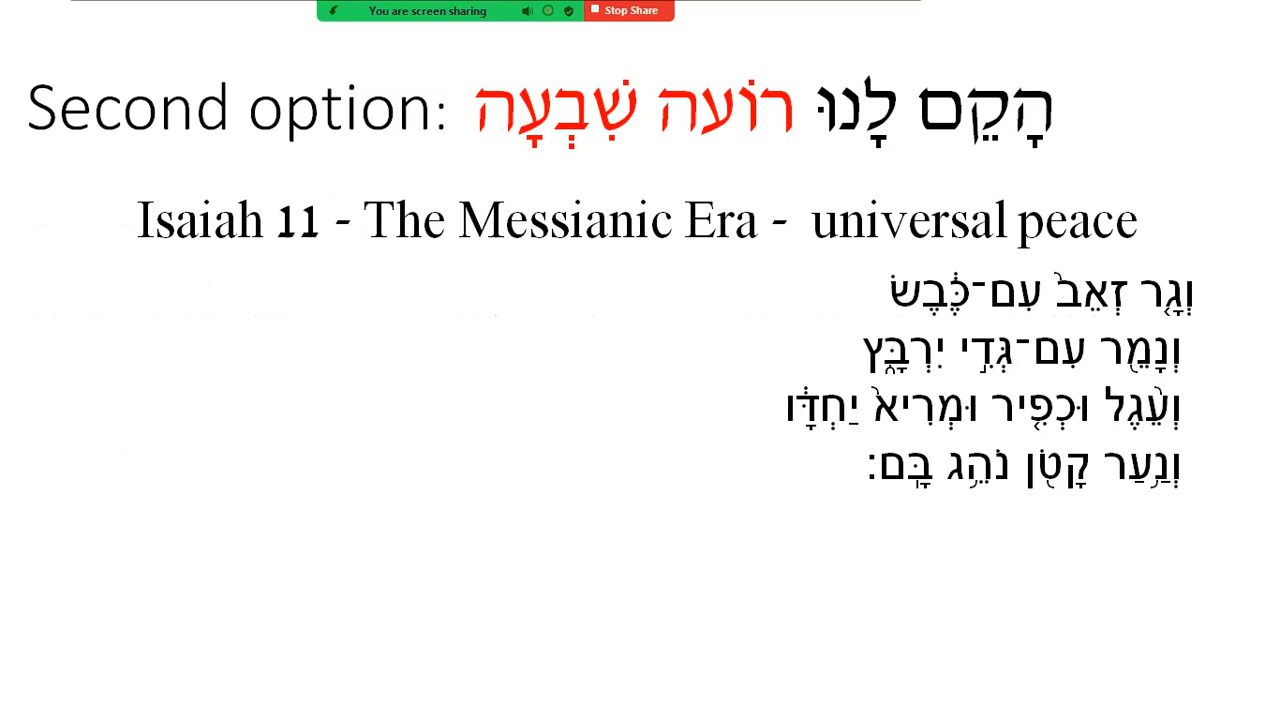 You are screen sharing Stop Share
Second option: הָקֵם לָנוּ רוֹעה שִׁבְעָה
Isaiah 11 - The Messianic Era - universal peace
וְגָ֤ר זְאֵב֙ עִם־כֶּ֔בֶשׂ
וְנָמֵ֖ר עִם־גְּדִ֣י יִרְבָּ֑ץ
וְעֵ֨גֶל וּכְפִ֤יר וּמְרִיא֙ יַחְדָּ֔ו
וְנַ֥עַר קָטֹ֖ן נֹהֵ֥ג בָּֽם׃